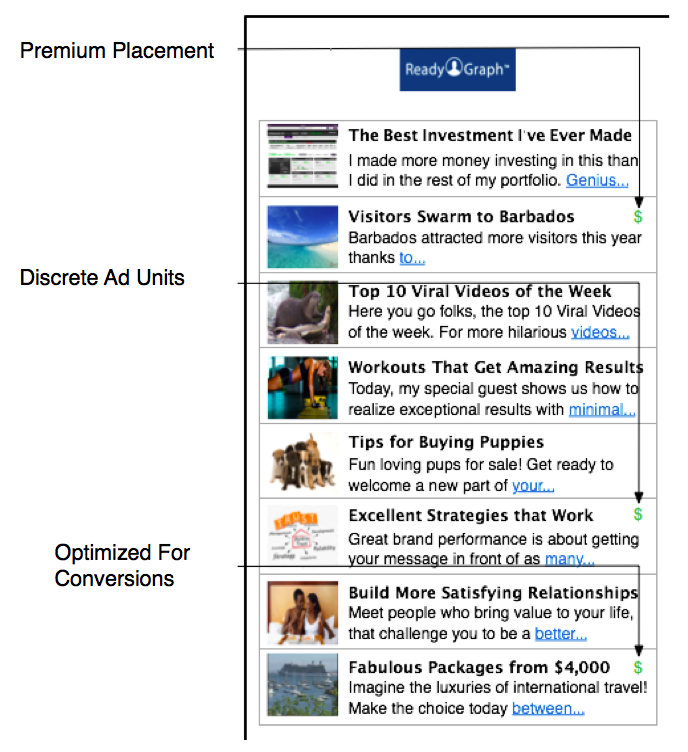 Premium Placement
ReadyGraph™
The Best Investment I've Ever Made
I made more money investing in this than
I did in the rest of my portfolio. Genius...
Visitors Swarm to Barbados $
Barbados attracted more visitors this year
thanks to...
Discrete Ad Units
Top 10 Viral Videos of the Week
Here you go folks, the top 10 Viral Videos
of the week. For more hilarious videos...
Workouts That Get Amazing Results
Today, my special guest shows us how to
realize exceptional results with minimal...
Tips for Buying Puppies
Fun loving pups for sale! Get ready to
welcome a new part of your...
Excellent Strategies that Work $
TRUST
Great brand performance is about getting
your message in front of as many...
Optimized For
Conversions
Build More Satisfying Relationships
Meet people who bring value to your life,
that challenge you to be a better...
Fabulous Packages from $4,000 $
Imagine the luxuries of international travel!
Make the choice today between...